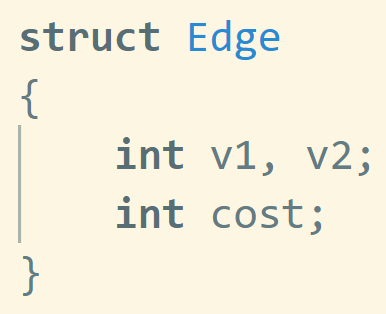 struct Edge
{
    int v1, v2;
    int cost;
}